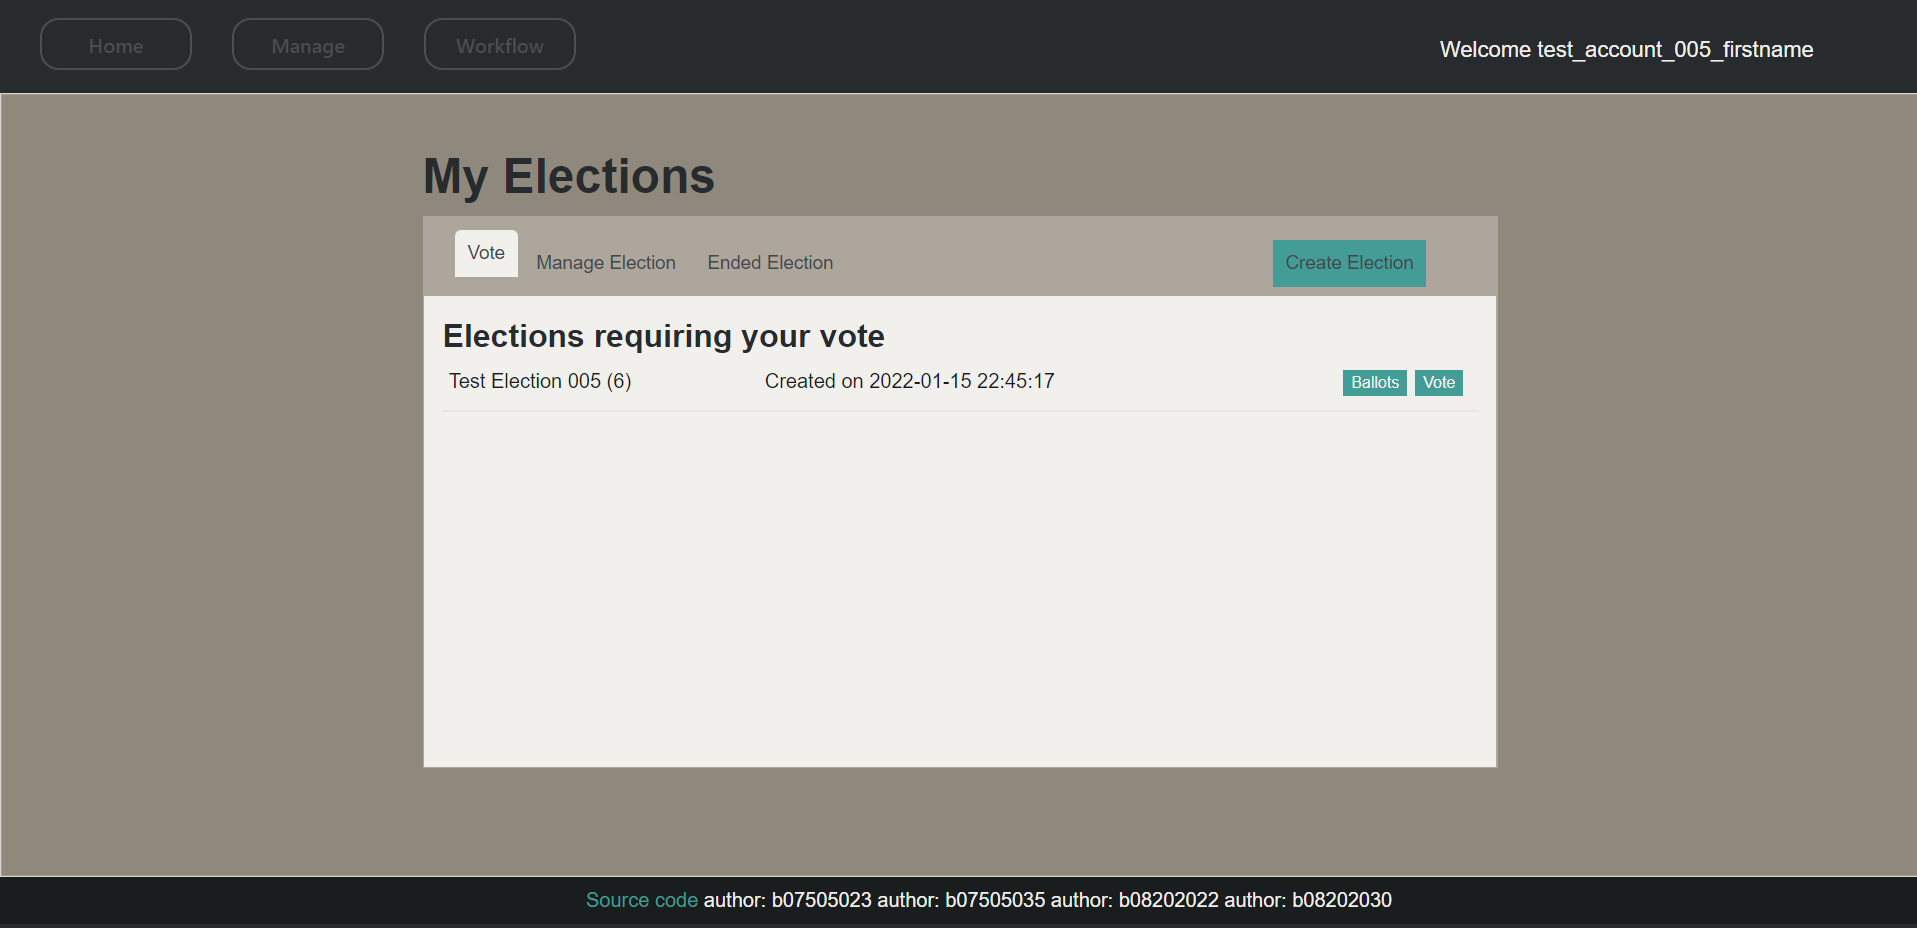 Home Manage Workflow Welcome test_account_005_firstname
My Elections
Vote Manage Election Ended Election Create Election
Elections requiring your vote
Test Election 005 (6) Created on 2022-01-15 22:45:17 Ballots Vote
Source code author: b07505023 author: b07505035 author: b08202022 author: b08202030